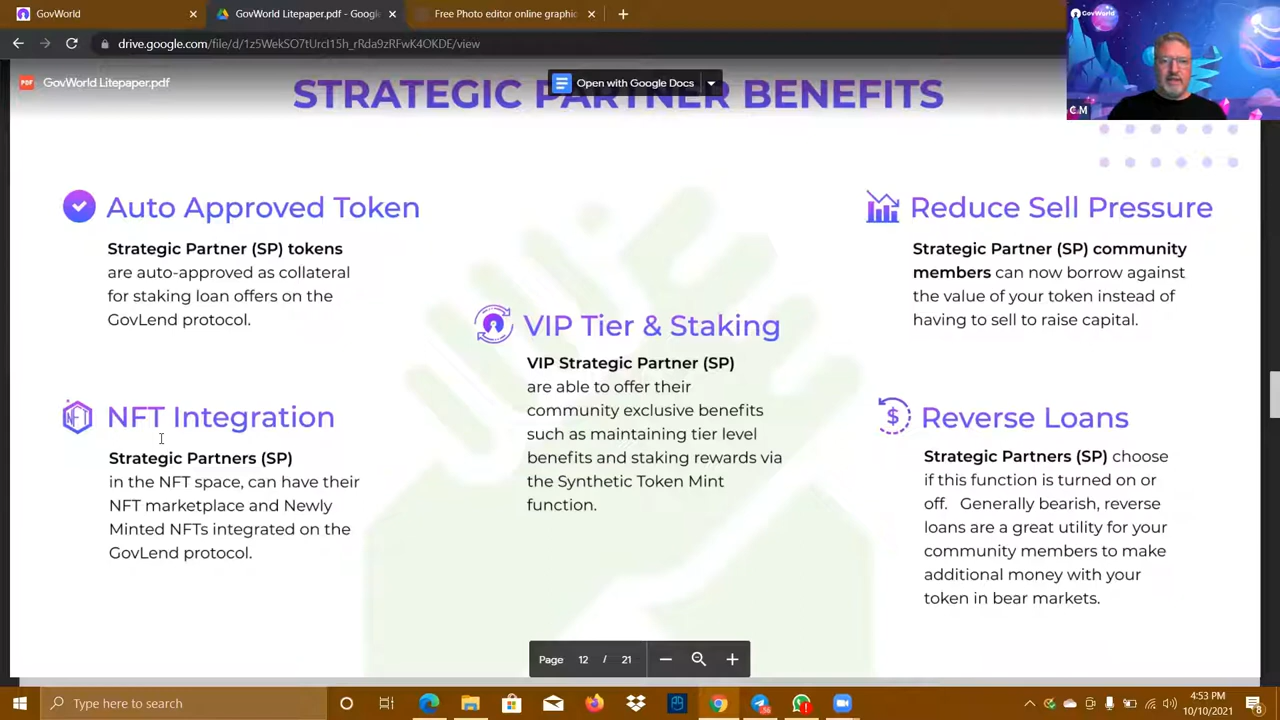 GovWorld
GovWorld Litepaper.pdf - Google
Free Photo editor online graphic
drive.google.com/file/d/1z5WekSO7tUrcI15h_rRda9zRFwK4OKDE/view
GovWorld
C M
PDF
GovWorld Litepaper.pdf
Open with Google Docs
STRATEGIC PARTNER BENEFITS
Auto Approved Token
Strategic Partner (SP) tokens
are auto-approved as collateral
for staking loan offers on the
GovLend protocol.
NFT
NFT Integration
Strategic Partners (SP)
in the NFT space, can have their
NFT marketplace and Newly
Minted NFTs integrated on the
GovLend protocol.
VIP Tier & Staking
VIP Strategic Partner (SP)
are able to offer their
community exclusive benefits
such as maintaining tier level
benefits and staking rewards via
the Synthetic Token Mint
function.
Reduce Sell Pressure
Strategic Partner (SP) community
members can now borrow against
the value of your token instead of
having to sell to raise capital.
$
Reverse Loans
Strategic Partners (SP) choose
if this function is turned on or
off. Generally bearish, reverse
loans are a great utility for your
community members to make
additional money with your
token in bear markets.
Page 12 / 21
Type here to search
4:53 PM
10/10/2021
8